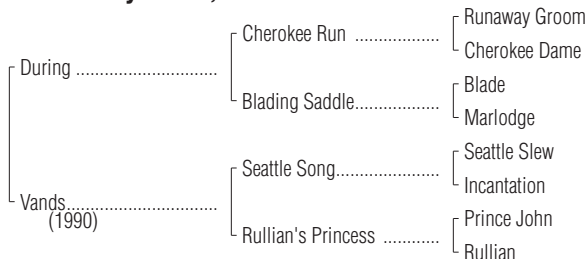 Runaway Groom
Cherokee Run ..................
Cherokee Dame
During ..............................
Blade
Blading Saddle..................
Marlodge
Seattle Slew
Seattle Song......................
Incantation
Vands................................
(1990)
Prince John
Rullian's Princess ............
Rullian